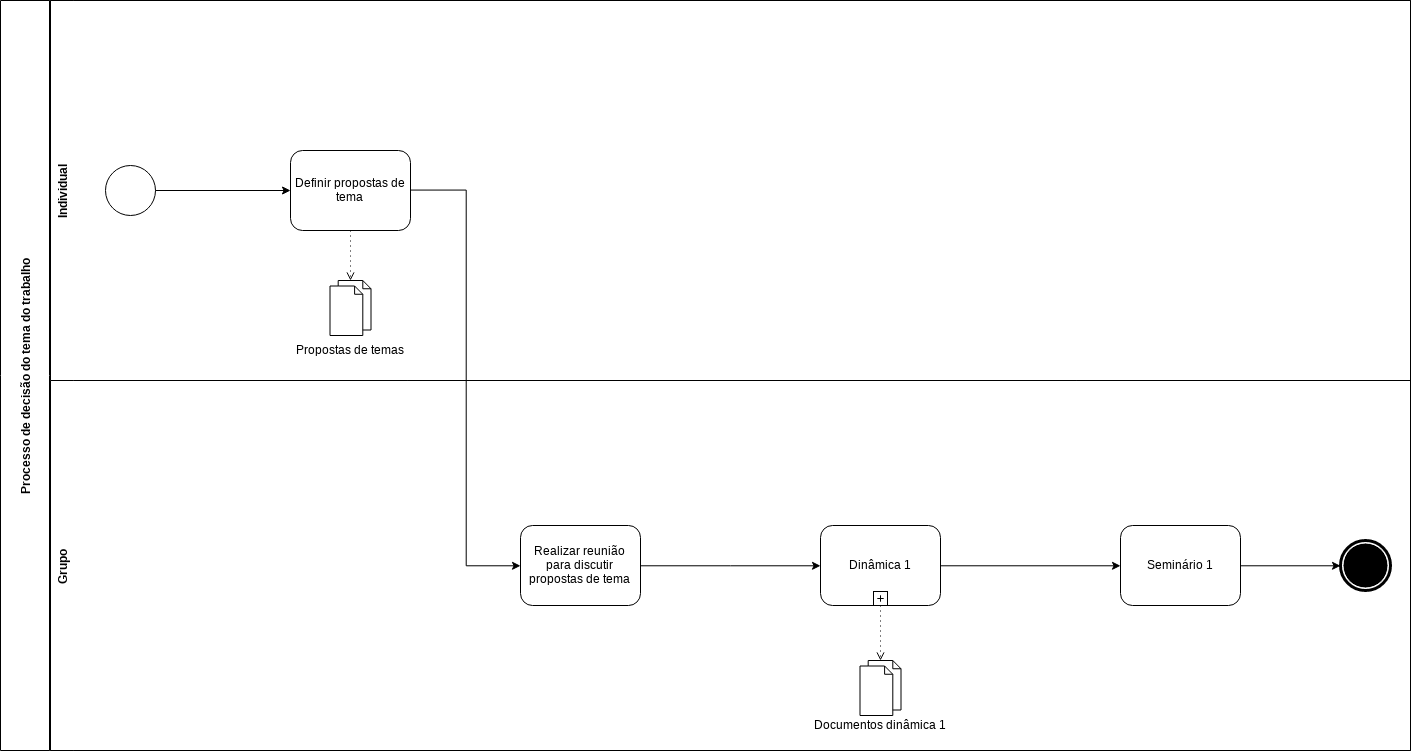 Processo de decisão do tema do trabalho
Individual
Definir propostas de
tema
Propostas de temas
Grupo
Realizar reunião
para discutir
propostas de tema
Dinâmica 1
Seminário 1
Documentos dinâmica 1